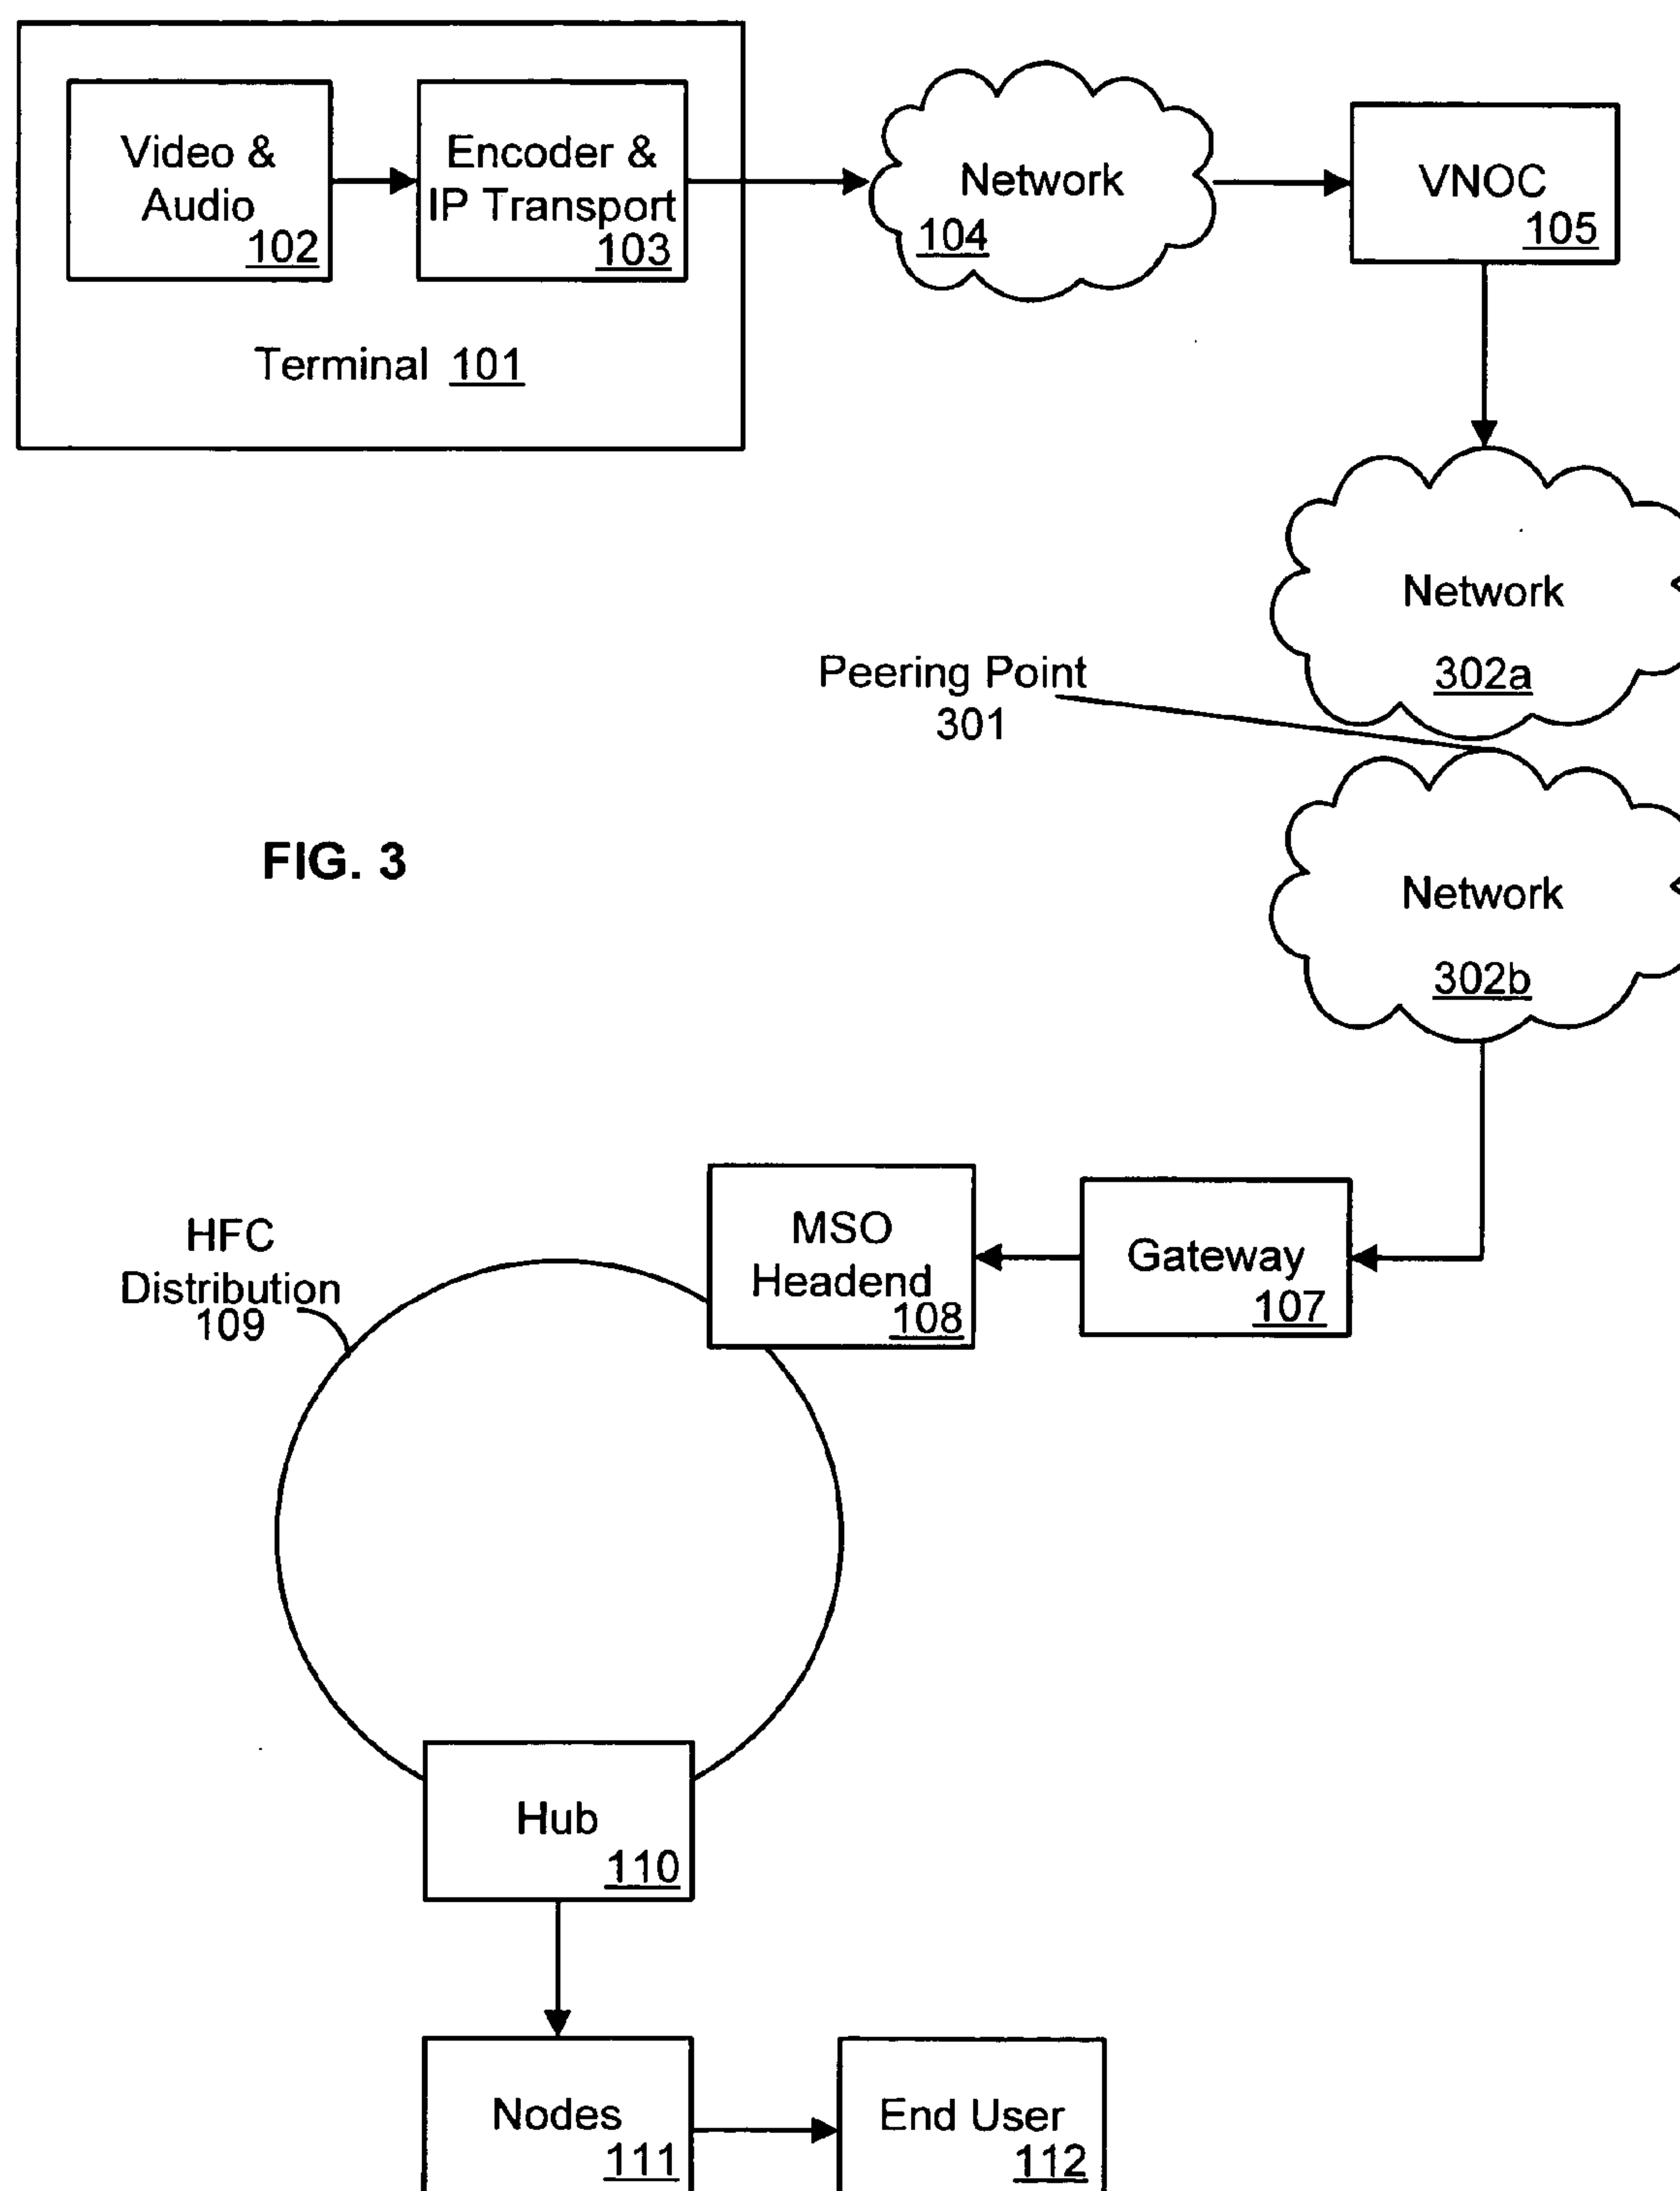 Video &
Audio
102
Encoder &
IP Transport
103
Terminal 101
Network
104
VNOC
105
Network
302a
Peering Point
301
FIG. 3
Network
302b
MSO
Headend
108
Gateway
107
HFC
Distribution
109
Hub
110
Nodes
111
End User
112